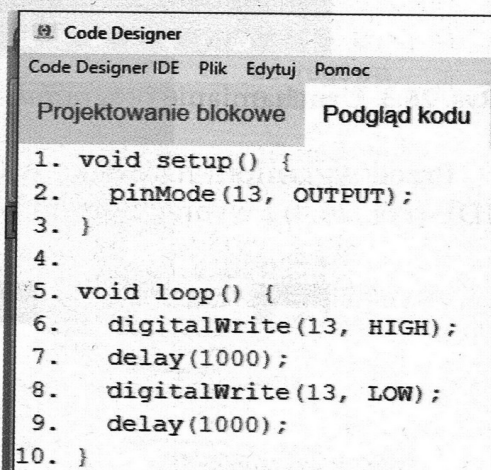 Code Designer
Code Designer IDE Plik Edytuj Pomoc
Projektowanie blokowe Podgląd kodu
1. void setup() {
2. pinMode(13, OUTPUT);
3. }
4.
5. void loop() {
6. digitalWrite(13, HIGH);
7. delay(1000);
8. digitalWrite(13, LOW);
9. delay(1000);
10. }